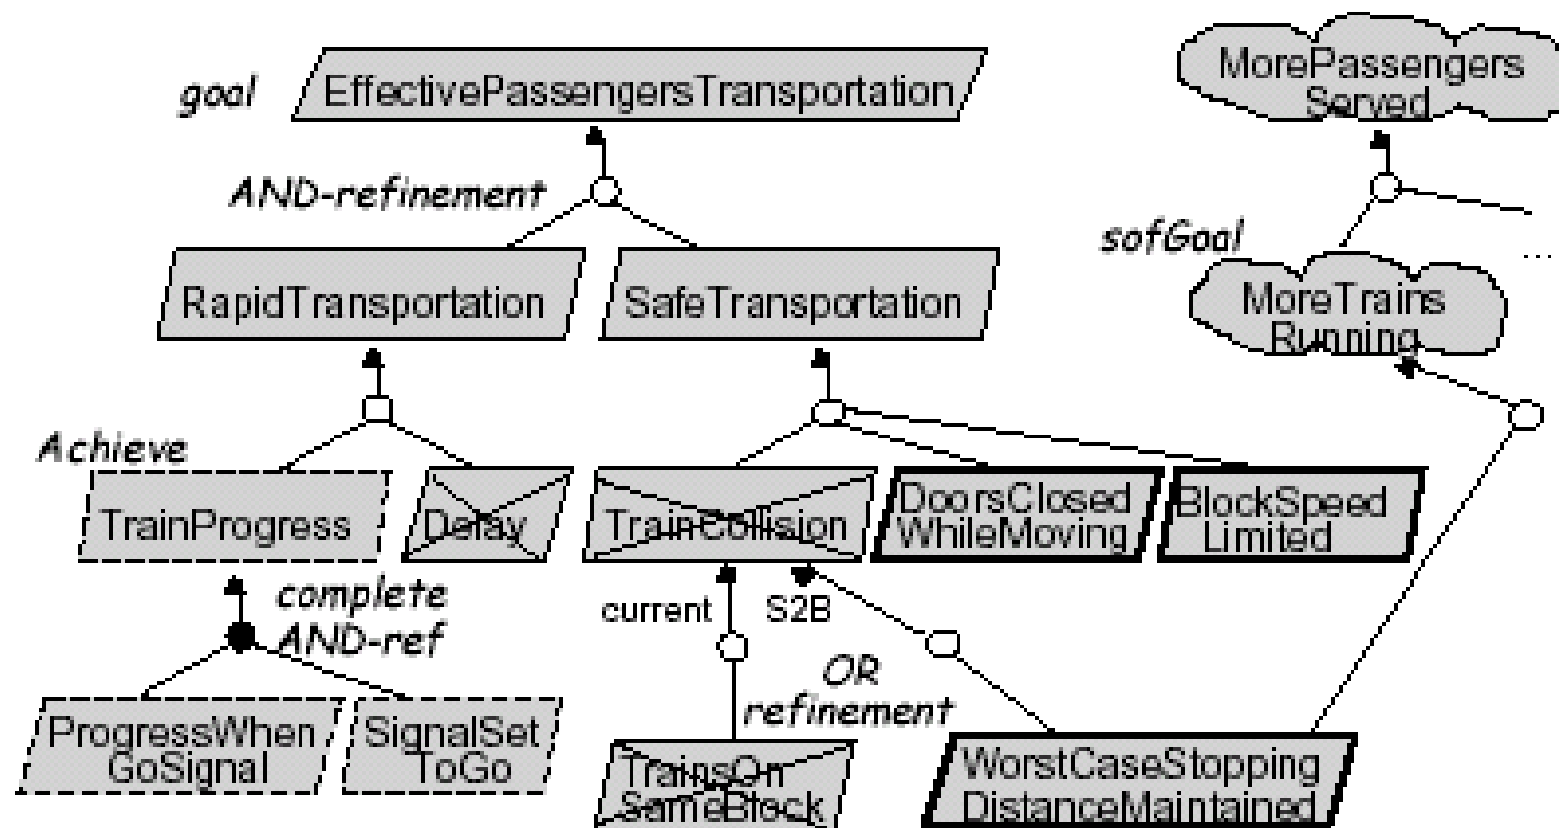 goal
EffectivePassengersTransportation
MorePassengers
Served
AND-refinement
sofGoal
RapidTransportation
SafeTransportation
MoreTrains
Running
...
Achieve
TrainProgress
Delay
TrainCollision
DoorsClosed
WhileMoving
BlockSpeed
Limited
complete
AND-ref
current
S2B
OR
refinement
ProgressWhen
GoSignal
SignalSet
ToGo
TrainsOn
SameBlock
WorstCaseStopping
DistanceMaintained